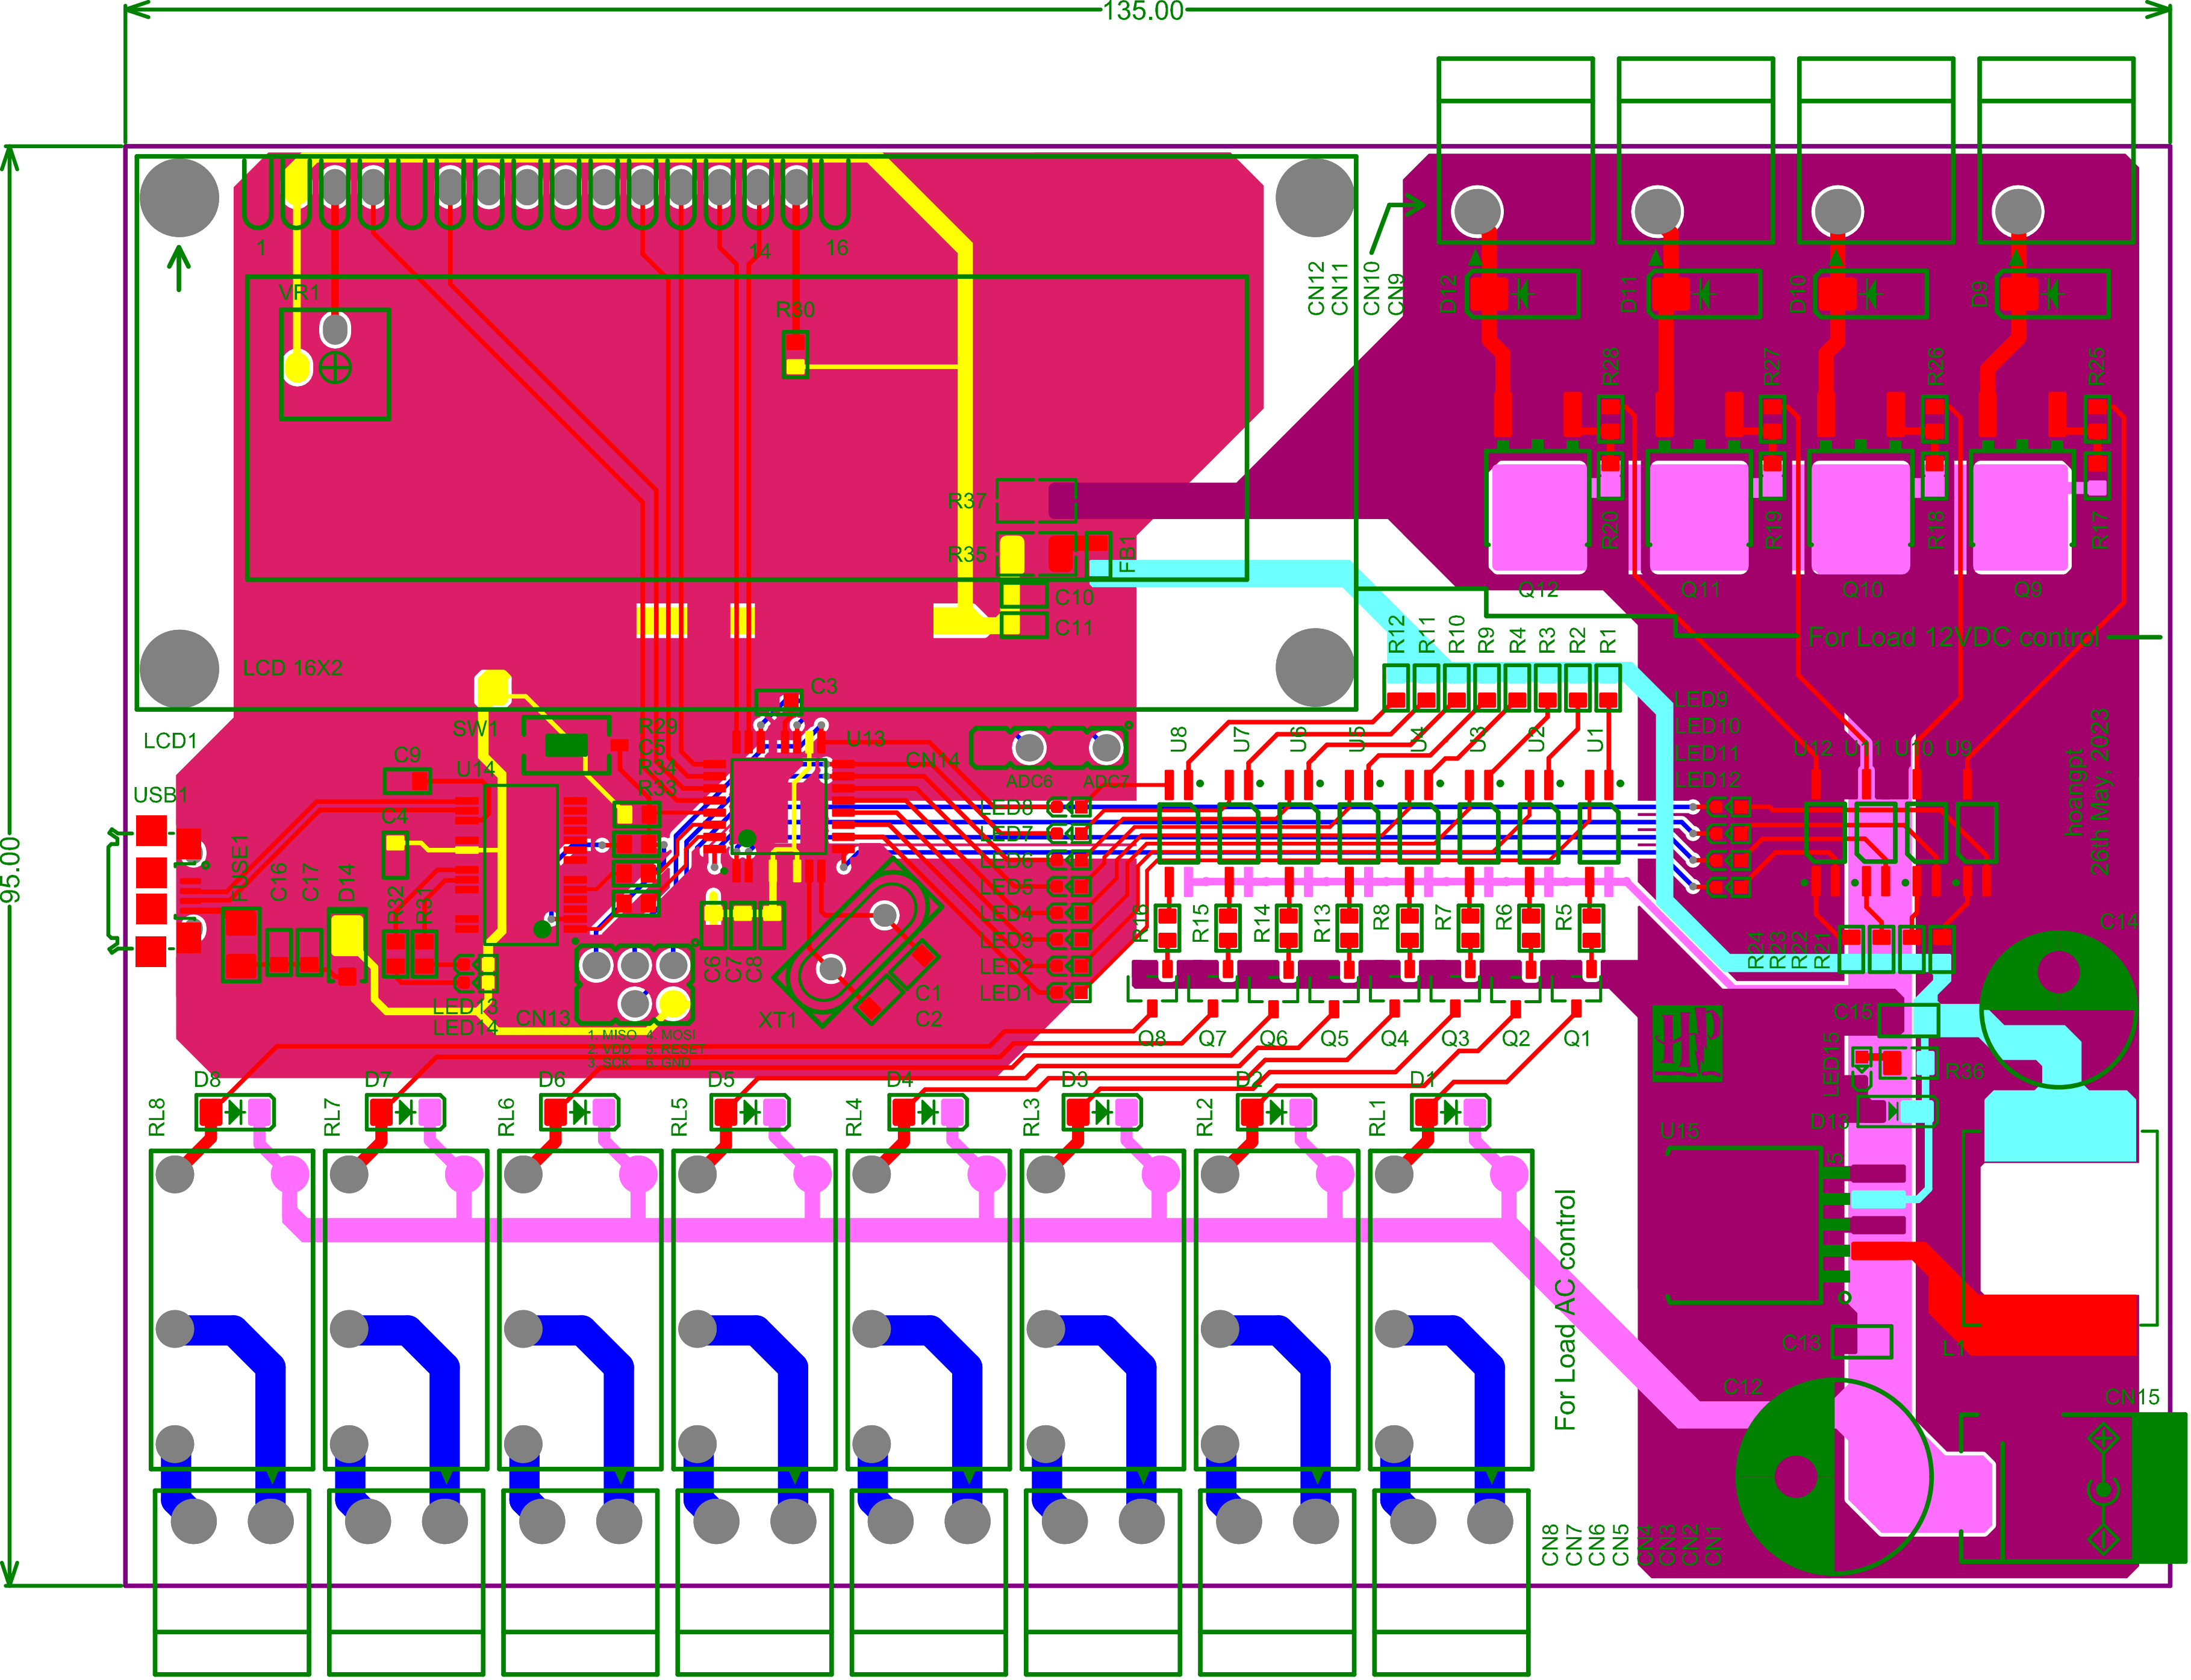 135.00
95.00
1
14
16
VR1
R30
CN12
CN11
CN10
CN9
D12
D11
D10
D9
R28
R27
R26
R25
R37
R35
FB1
C10
C11
R20
R19
R18
R17
Q12
Q11
Q10
Q9
For Load 12VDC control
LCD 16X2
R12
R11
R10
R9
R4
R3
R2
R1
LCD1
SW1
C3
R29
C5
R34
R33
U13
CN14
ADC6
ADC7
U8
U7
U6
U5
U4
U3
U2
U1
LED9
LED10
LED11
LED12
U12
U11
U10
U9
hoangpt
26th May, 2023
USB1
C9
U14
C4
FUSE1
C16
C17
D14
R32
R31
LED8
LED7
LED6
LED5
LED4
LED3
LED2
LED1
R16
R15
R14
R13
R8
R7
R6
R5
R24
R23
R22
R21
C14
C15
LED13
LED14
CN13
1. MISO 4. MOSI
2. VDD 5. RESET
3. SCK 6. GND
C6
C7
C8
XT1
C1
C2
Q8
Q7
Q6
Q5
Q4
Q3
Q2
Q1
LED15
R36
D13
U15
5
D8
D7
D6
D5
D4
D3
D2
D1
RL8
RL7
RL6
RL5
RL4
RL3
RL2
RL1
For Load AC control
C13
L1
C12
CN15
CN8
CN7
CN6
CN5
CN4
CN3
CN2
CN1